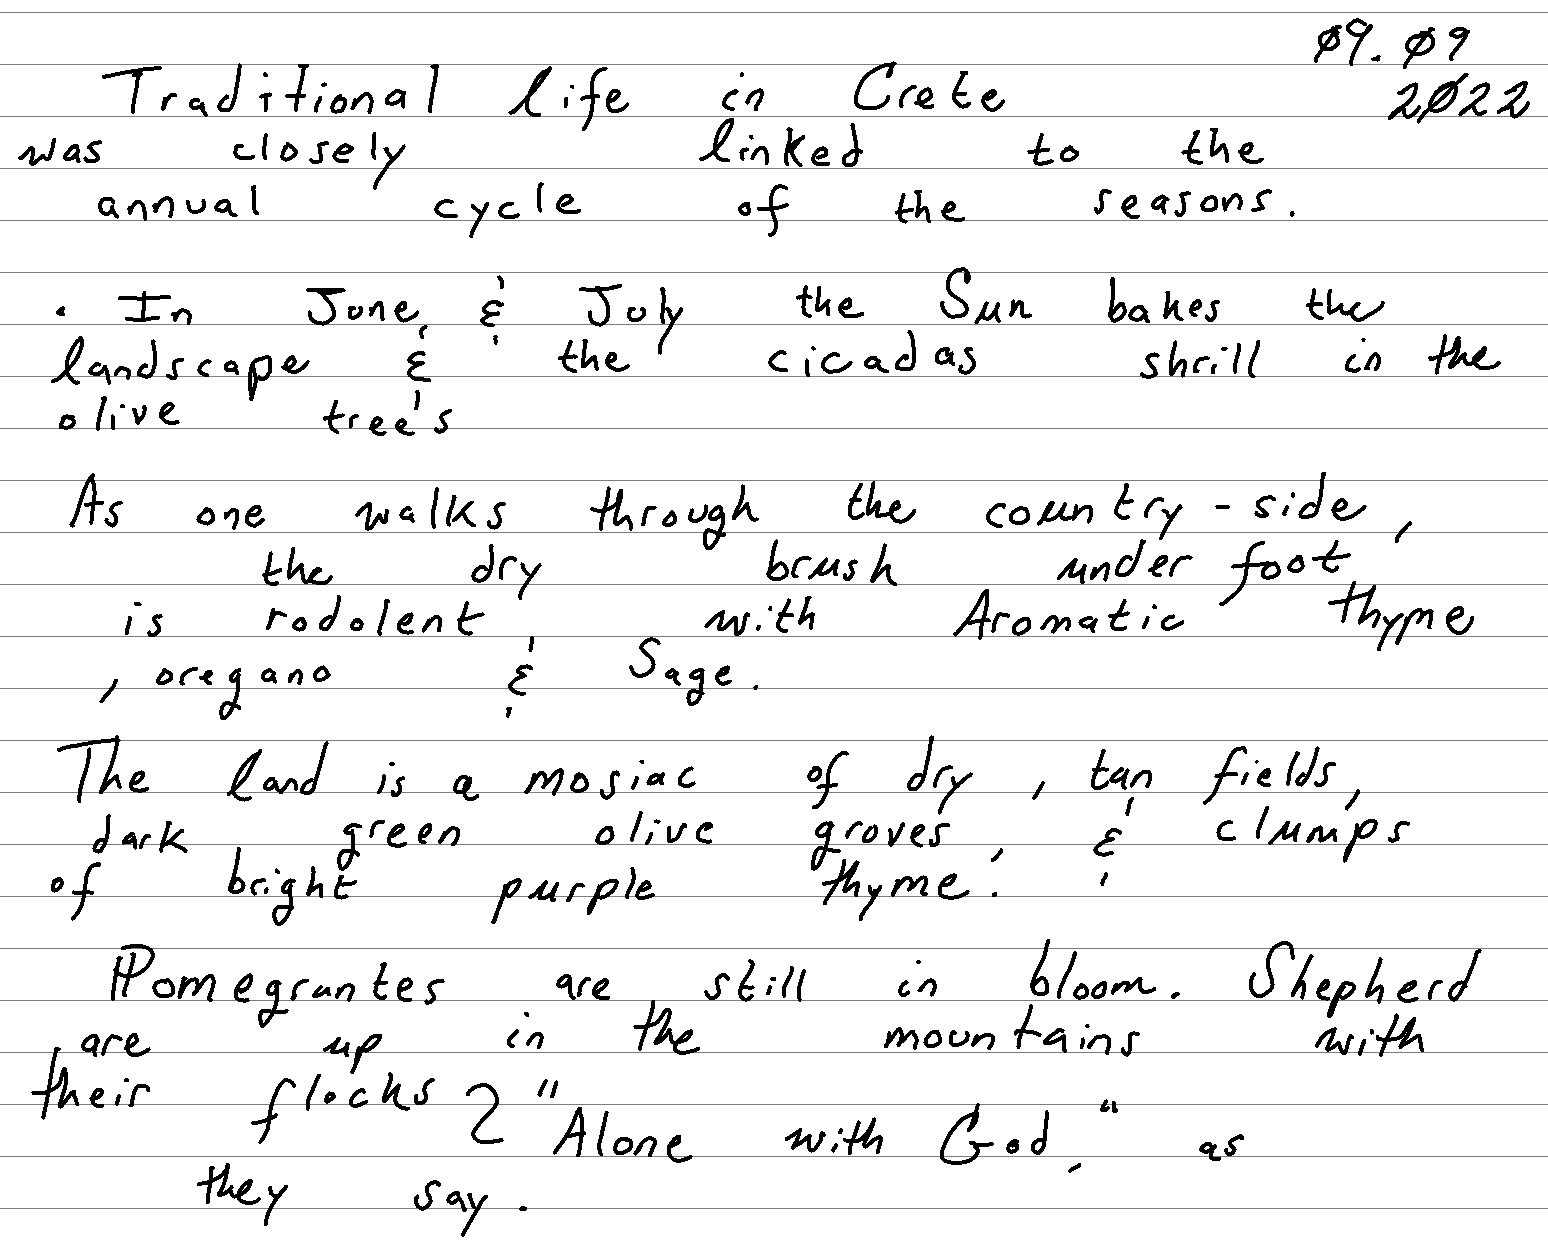 09.09
Traditional life in Crete 2022
was closely linked to the
annual cycle of the seasons.
. In June, & July the Sun bakes the
landscape & the cicadas shrill in the
olive tree's
As one walks through the country-side,
the dry brush under foot
is rodolent with Aromatic thyme
, oregano & Sage.
The land is a mosiac of dry, tan fields,
dark green olive groves, & clumps
of bright purple thyme.
Pomegrantes are still in bloom. Shepherd
are up in the mountains with
their flocks "Alone with God," as
they say.